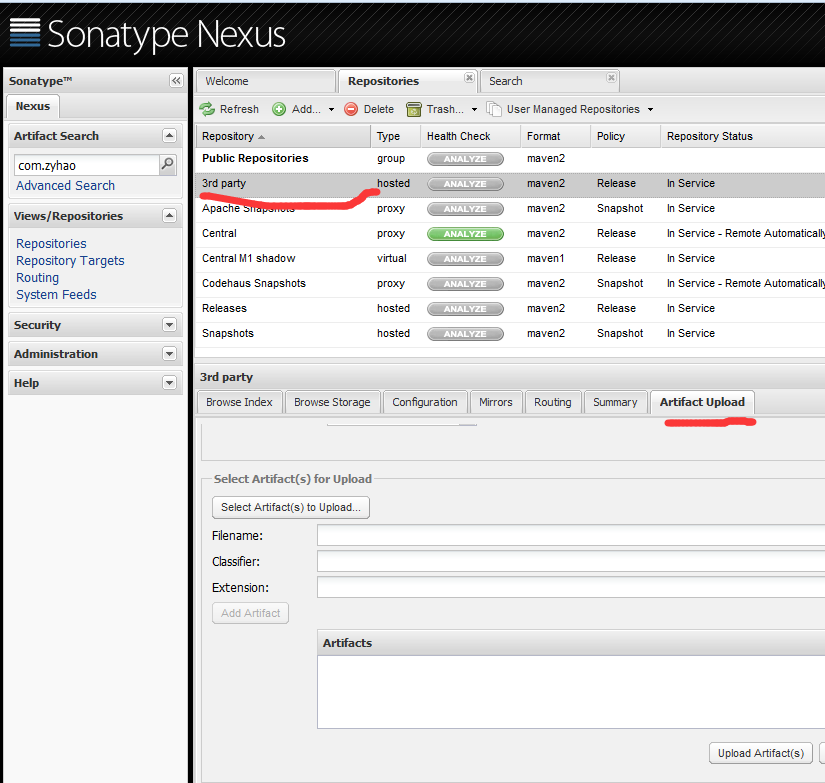 Sonatype Nexus
Sonatype™
Nexus
Artifact Search
com.zyhao
Advanced Search
Views/Repositories
Repositories
Repository Targets
Routing
System Feeds
Security
Administration
Help
Welcome Repositories Search
Refresh Add... Delete Trash... User Managed Repositories
Repository Type Health Check Format Policy Repository Status
Public Repositories group ANALYZE maven2
3rd party hosted ANALYZE maven2 Release In Service
Apache Snapshots proxy ANALYZE maven2 Snapshot In Service
Central proxy ANALYZE maven2 Release In Service - Remote Automatically
Central M1 shadow virtual ANALYZE maven1 Release In Service
Codehaus Snapshots proxy ANALYZE maven2 Snapshot In Service - Remote Automatically
Releases hosted ANALYZE maven2 Release In Service
Snapshots hosted ANALYZE maven2 Snapshot In Service
3rd party
Browse Index Browse Storage Configuration Mirrors Routing Summary Artifact Upload
Select Artifact(s) for Upload
Select Artifact(s) to Upload...
Filename:
Classifier:
Extension:
Add Artifact
Artifacts
Upload Artifact(s)